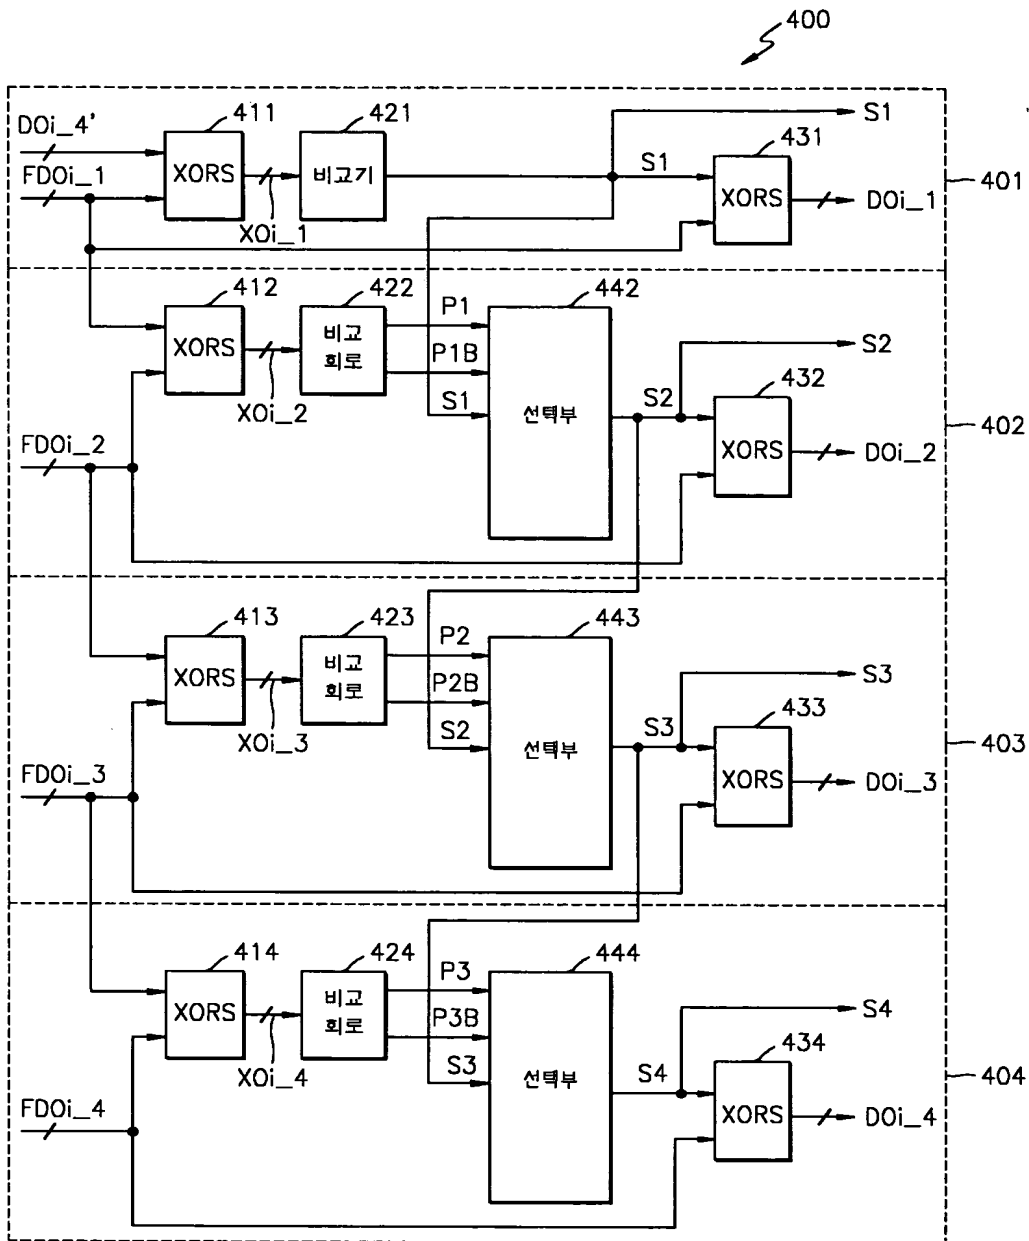 400
DOi_4'
411
421
S1
431
FDOi_1
XORS
비교기
S1
XORS
401
DOi_1
XOi_1
412
422
442
P1
XORS
비교
회로
S2
P1B
432
XOi_2
S1
선택부
S2
XORS
402
FDOi_2
DOi_2
413
423
443
P2
XORS
비교
회로
S3
P2B
433
XOi_3
S2
선택부
S3
XORS
403
FDOi_3
DOi_3
414
424
444
P3
XORS
비교
회로
S4
P3B
434
XOi_4
S3
선택부
S4
XORS
404
FDOi_4
DOi_4